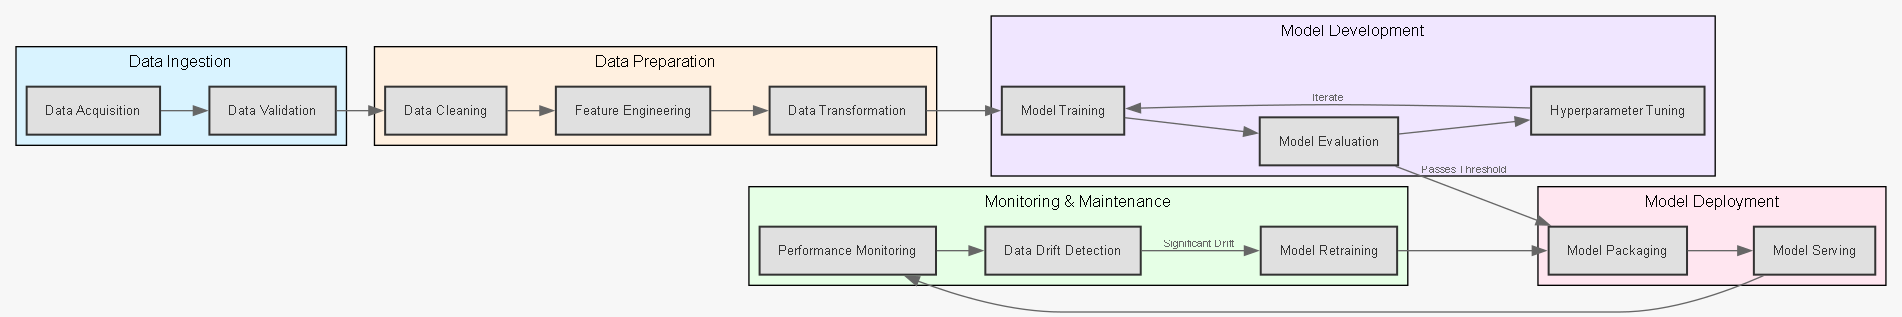 Data Ingestion
Data Acquisition
Data Validation
Data Preparation
Data Cleaning
Feature Engineering
Data Transformation
Model Development
Model Training
Iterate
Model Evaluation
Hyperparameter Tuning
Passes Threshold
Monitoring & Maintenance
Performance Monitoring
Data Drift Detection
Significant Drift
Model Retraining
Model Deployment
Model Packaging
Model Serving